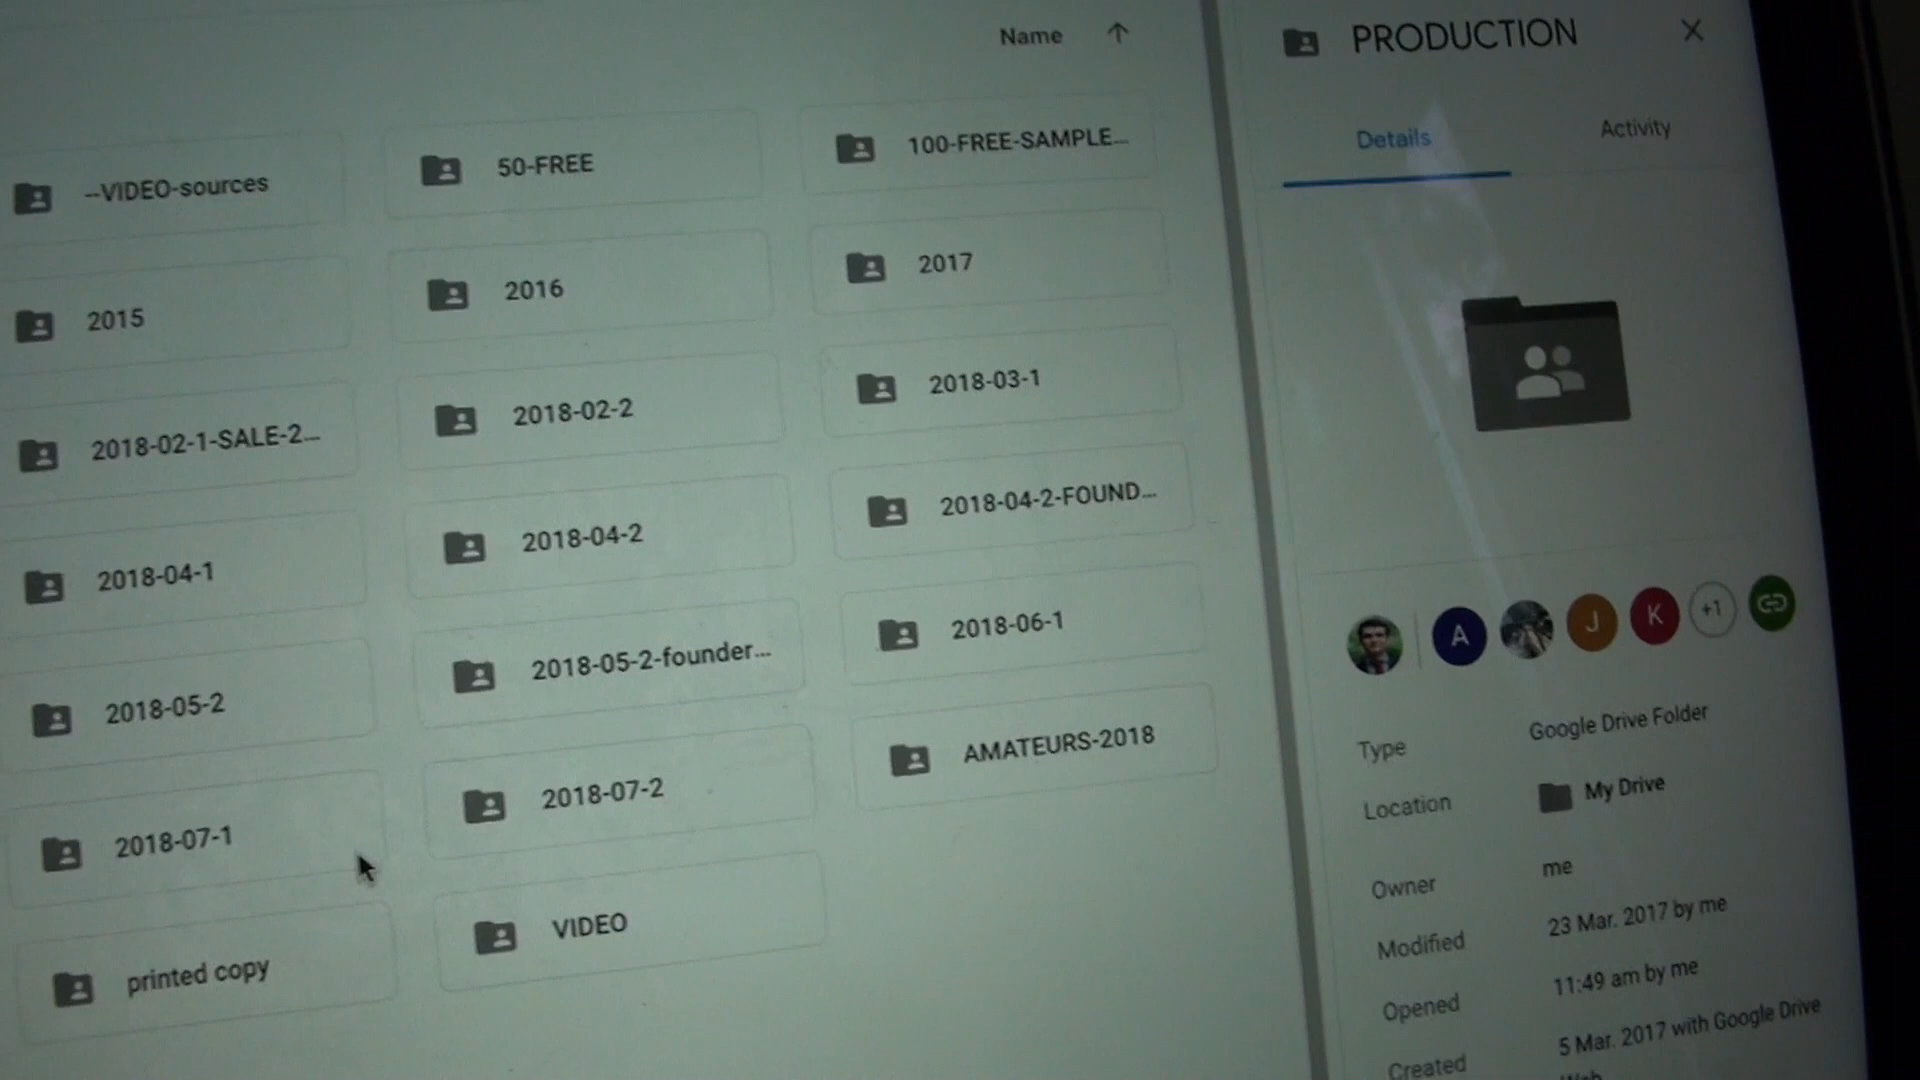 Name
--VIDEO-sources
50-FREE
100-FREE-SAMPLE...
2015
2016
2017
2018-02-1-SALE-2...
2018-02-2
2018-03-1
2018-04-1
2018-04-2
2018-04-2-FOUND...
2018-05-2
2018-05-2-founder...
2018-06-1
2018-07-1
2018-07-2
AMATEURS-2018
printed copy
VIDEO
PRODUCTION
Details
Activity
A
J
K
+1
Type Google Drive Folder
Location My Drive
Owner me
Modified 23 Mar. 2017 by me
Opened 11:49 am by me
Created 5 Mar. 2017 with Google Drive